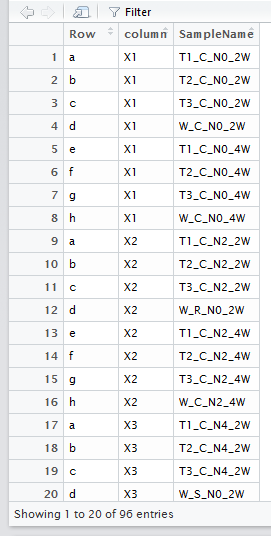 Filter
Row column SampleName
1 a X1 T1_C_N0_2W
2 b X1 T2_C_N0_2W
3 c X1 T3_C_N0_2W
4 d X1 W_C_N0_2W
5 e X1 T1_C_N0_4W
6 f X1 T2_C_N0_4W
7 g X1 T3_C_N0_4W
8 h X1 W_C_N0_4W
9 a X2 T1_C_N2_2W
10 b X2 T2_C_N2_2W
11 c X2 T3_C_N2_2W
12 d X2 W_R_N0_2W
13 e X2 T1_C_N2_4W
14 f X2 T2_C_N2_4W
15 g X2 T3_C_N2_4W
16 h X2 W_C_N2_4W
17 a X3 T1_C_N4_2W
18 b X3 T2_C_N4_2W
19 c X3 T3_C_N4_2W
20 d X3 W_S_N0_2W
Showing 1 to 20 of 96 entries